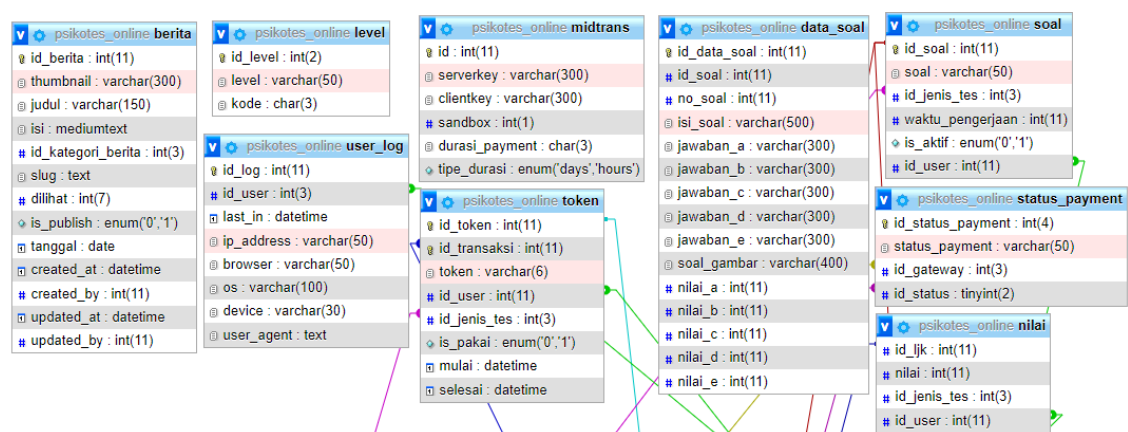 psikotes_online berita
id_berita : int(11)
thumbnail : varchar(300)
judul : varchar(150)
isi : mediumtext
id_kategori_berita : int(3)
slug : text
dilihat : int(7)
is_publish : enum('0','1')
tanggal : date
created_at : datetime
created_by : int(11)
updated_at : datetime
updated_by : int(11)
psikotes_online level
id_level : int(2)
level : varchar(50)
kode : char(3)
psikotes_online user_log
id_log : int(11)
id_user : int(3)
last_in : datetime
ip_address : varchar(50)
browser : varchar(50)
os : varchar(100)
device : varchar(30)
user_agent : text
psikotes_online midtrans
id : int(11)
serverkey : varchar(300)
clientkey : varchar(300)
sandbox : int(1)
durasi_payment : char(3)
tipe_durasi : enum('days','hours')
psikotes_online token
id_token : int(11)
id_transaksi : int(11)
token : varchar(6)
id_user : int(11)
id_jenis_tes : int(3)
is_pakai : enum('0','1')
mulai : datetime
selesai : datetime
psikotes_online data_soal
id_data_soal : int(11)
id_soal : int(11)
no_soal : int(11)
isi_soal : varchar(500)
jawaban_a : varchar(300)
jawaban_b : varchar(300)
jawaban_c : varchar(300)
jawaban_d : varchar(300)
jawaban_e : varchar(300)
soal_gambar : varchar(400)
nilai_a : int(11)
nilai_b : int(11)
nilai_c : int(11)
nilai_d : int(11)
nilai_e : int(11)
psikotes_online soal
id_soal : int(11)
soal : varchar(50)
id_jenis_tes : int(3)
waktu_pengerjaan : int(11)
is_aktif : enum('0','1')
id_user : int(11)
psikotes_online status_payment
id_status_payment : int(4)
status_payment : varchar(50)
id_gateway : int(3)
id_status : tinyint(2)
psikotes_online nilai
id_ljk : int(11)
nilai : int(11)
id_jenis_tes : int(3)
id_user : int(11)